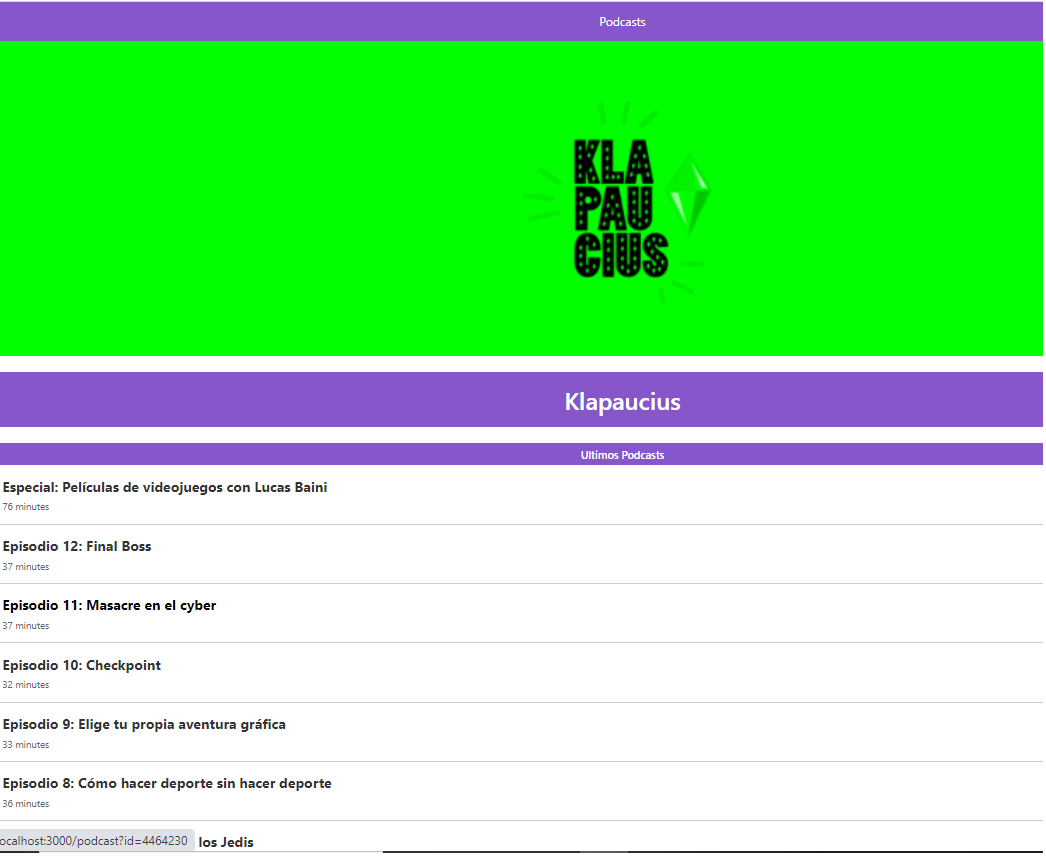 Podcasts
KLA
PAU
CIUS
Klapaucius
Ultimos Podcasts
Especial: Películas de videojuegos con Lucas Baini
76 minutes
Episodio 12: Final Boss
37 minutes
Episodio 11: Masacre en el cyber
37 minutes
Episodio 10: Checkpoint
32 minutes
Episodio 9: Elige tu propia aventura gráfica
33 minutes
Episodio 8: Cómo hacer deporte sin hacer deporte
36 minutes
ocalhost:3000/podcast?id=4464230 los Jedis